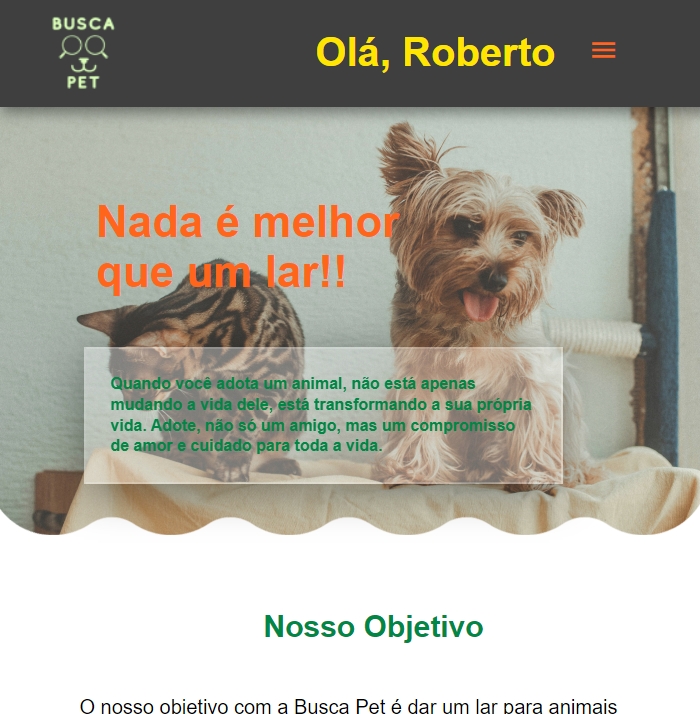 BUSCA
PET
Olá, Roberto
Nada é melhor
que um lar!!
Quando você adota um animal, não está apenas
mudando a vida dele, está transformando a sua própria
vida. Adote, não só um amigo, mas um compromisso
de amor e cuidado para toda a vida.
Nosso Objetivo
O nosso objetivo com a Busca Pet é dar um lar para animais